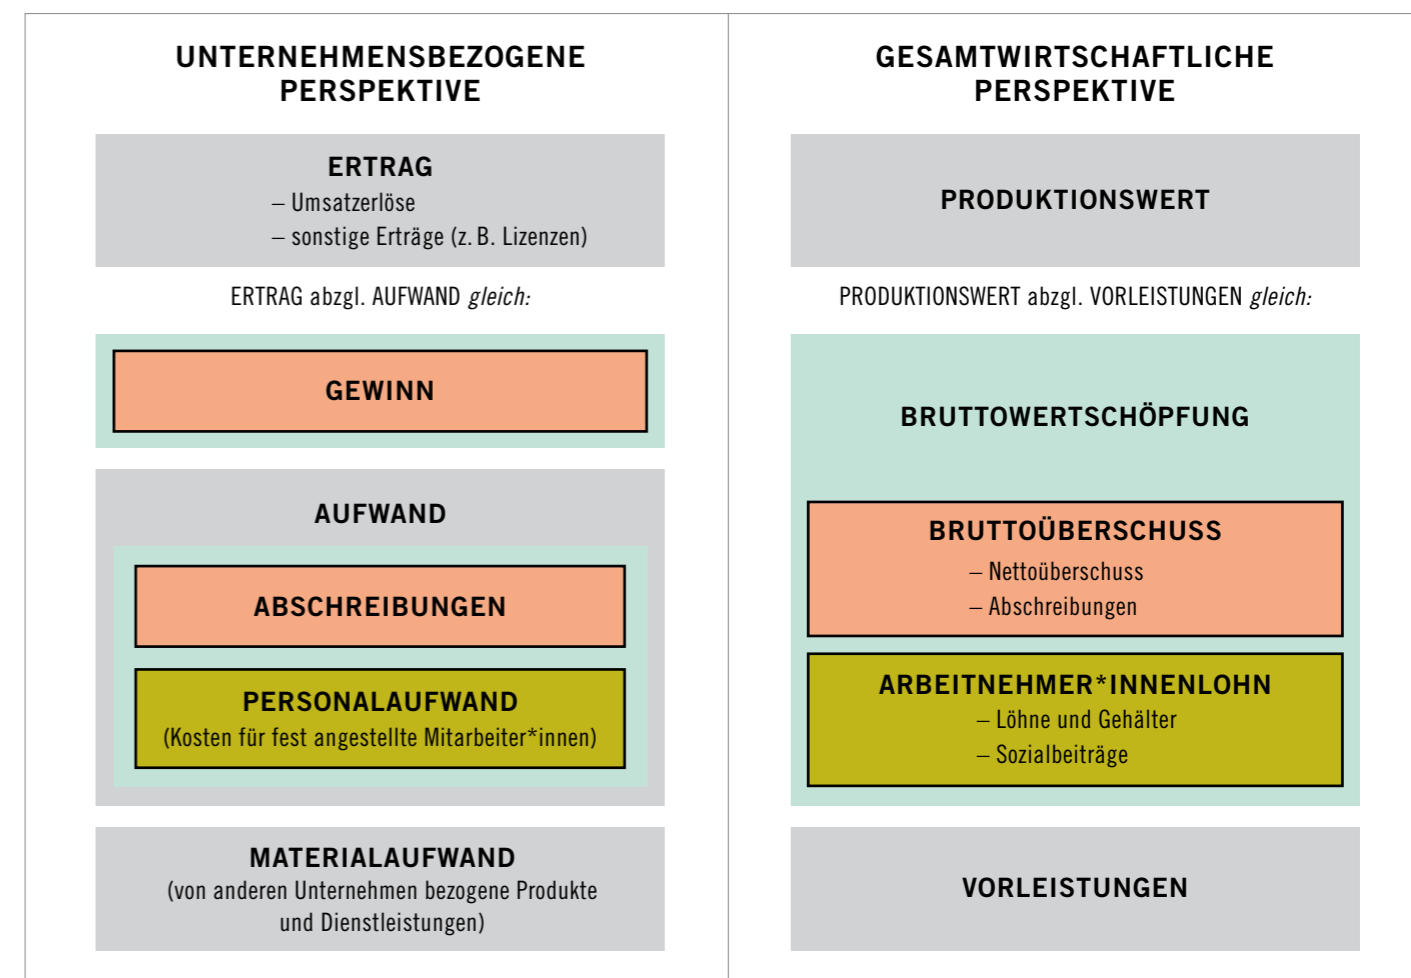 UNTERNEHMENSBEZOGENE
PERSPEKTIVE
ERTRAG
– Umsatzerlöse
– sonstige Erträge (z. B. Lizenzen)
ERTRAG abzgl. AUFWAND gleich:
GEWINN
AUFWAND
ABSCHREIBUNGEN
PERSONALAUFWAND
(Kosten für fest angestellte Mitarbeiter*innen)
MATERIALAUFWAND
(von anderen Unternehmen bezogene Produkte
und Dienstleistungen)
GESAMTWIRTSCHAFTLICHE
PERSPEKTIVE
PRODUKTIONSWERT
PRODUKTIONSWERT abzgl. VORLEISTUNGEN gleich:
BRUTTOWERTSCHÖPFUNG
BRUTTOÜBERSCHUSS
– Nettoüberschuss
– Abschreibungen
ARBEITNEHMER*INNENLOHN
– Löhne und Gehälter
– Sozialbeiträge
VORLEISTUNGEN